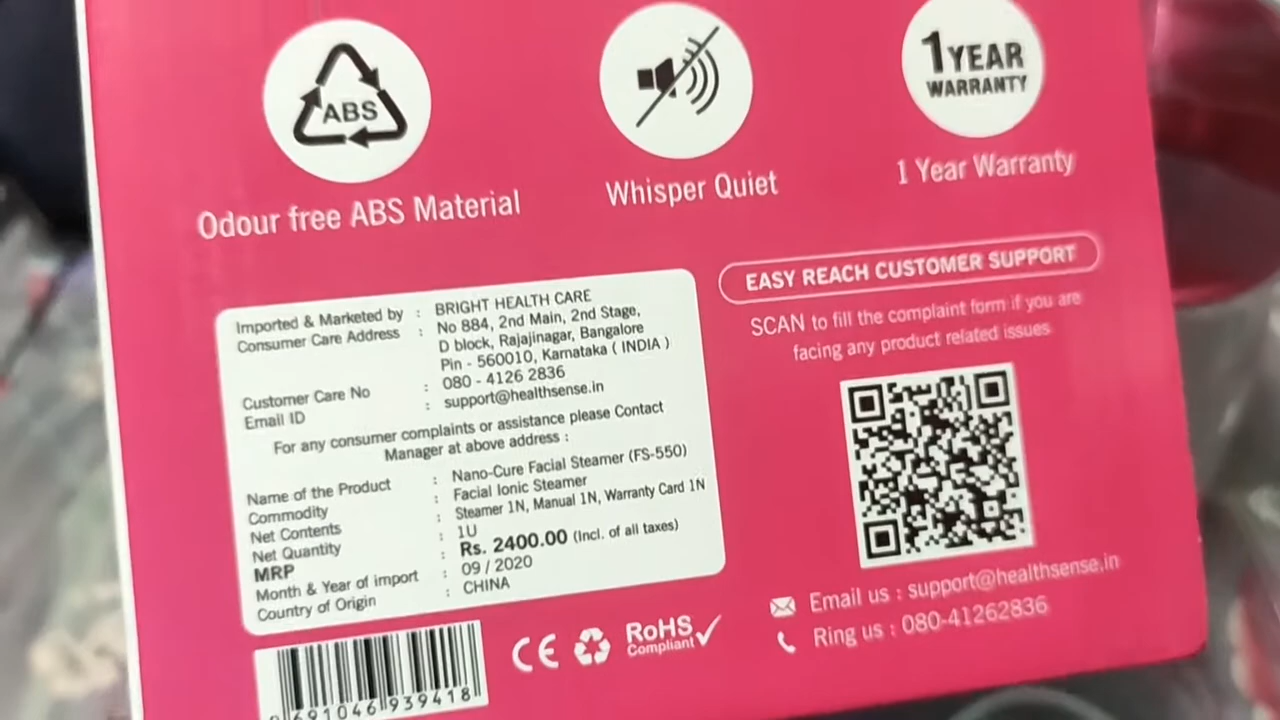 ABS
Odour free ABS Material
Whisper Quiet
1 YEAR
WARRANTY
1 Year Warranty
Imported & Marketed by : BRIGHT HEALTH CARE
Consumer Care Address : No 884, 2nd Main, 2nd Stage,
D block, Rajajinagar, Bangalore
Pin - 560010, Karnataka ( INDIA )
Customer Care No : 080 - 4126 2836
Email ID : support@healthsense.in
For any consumer complaints or assistance please Contact
Manager at above address :
Name of the Product : Nano-Cure Facial Steamer (FS-550)
Commodity : Facial Ionic Steamer
Net Contents : Steamer 1N, Manual 1N, Warranty Card 1N
Net Quantity : 1U
MRP : Rs. 2400.00 (Incl. of all taxes)
Month & Year of import : 09 / 2020
Country of Origin : CHINA
EASY REACH CUSTOMER SUPPORT
SCAN to fill the complaint form if you are
facing any product related issues
Email us : support@healthsense.in
Ring us : 080-41262836
CE
RoHS
Compliant
691046 939418